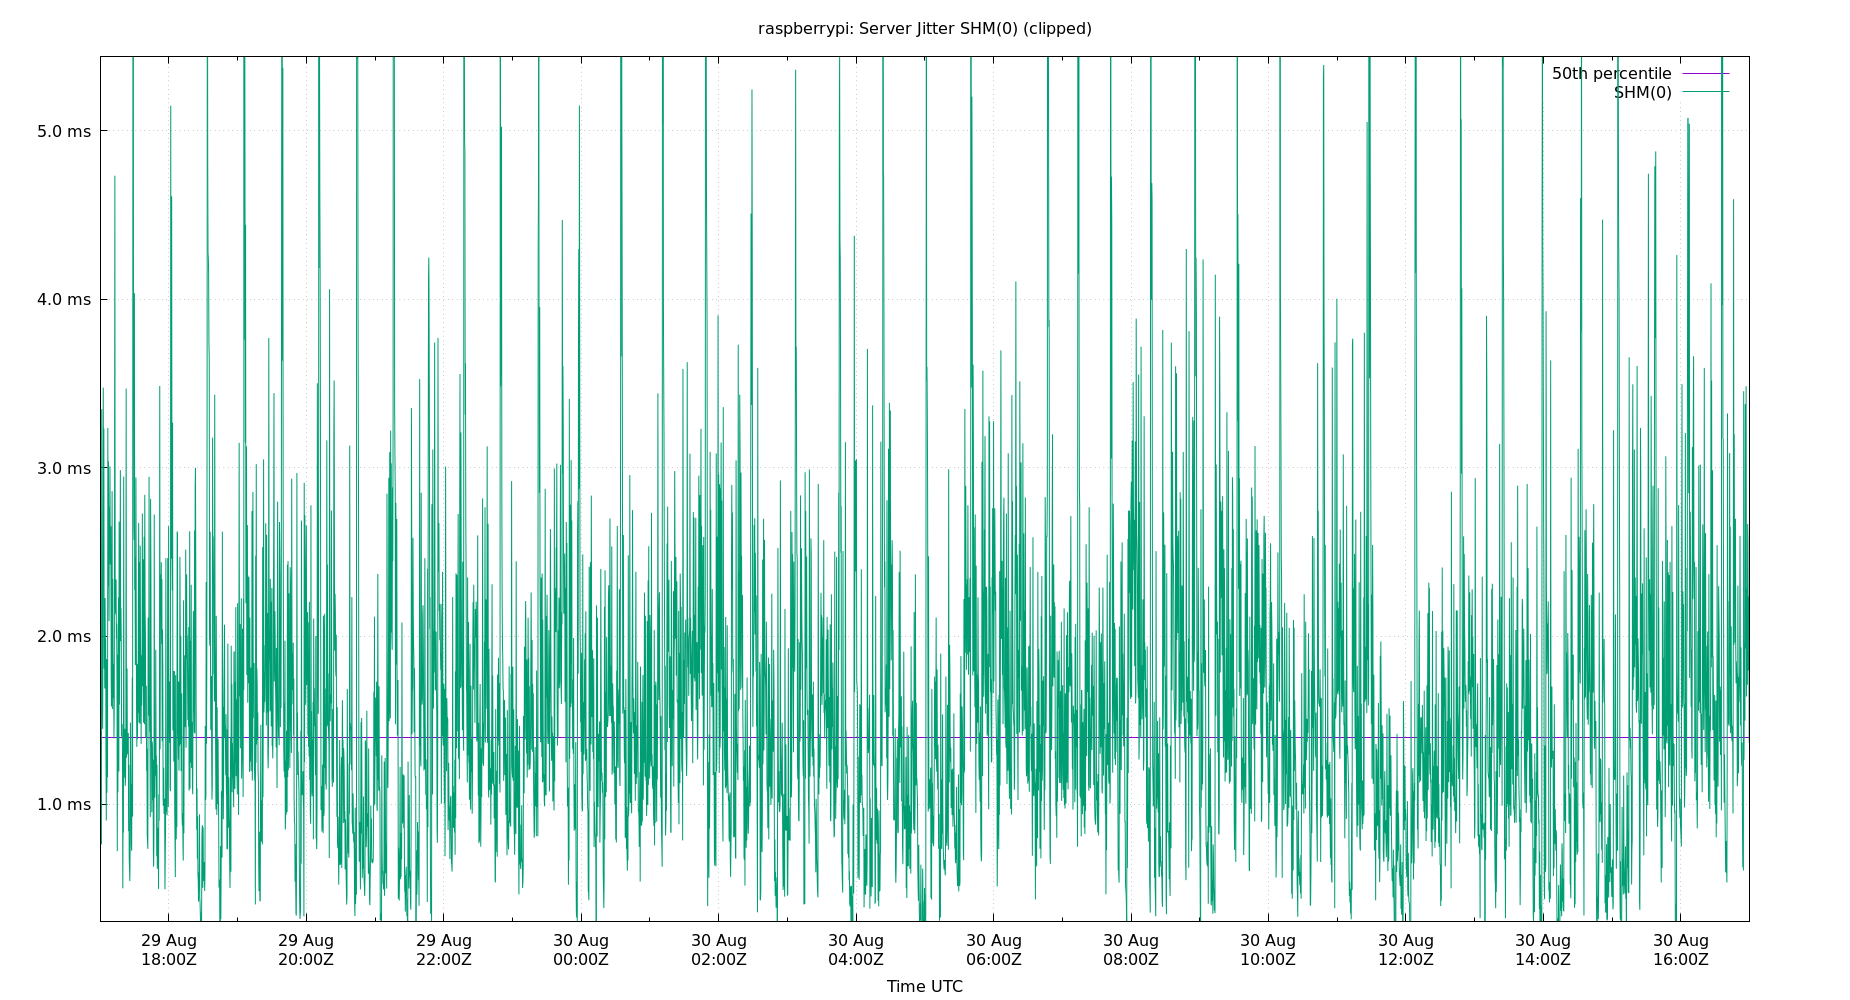 raspberrypi: Server Jitter SHM(0) (clipped)
50th percentile
SHM(0)
5.0 ms
4.0 ms
3.0 ms
2.0 ms
1.0 ms
29 Aug 29 Aug 29 Aug 30 Aug 30 Aug 30 Aug 30 Aug 30 Aug 30 Aug 30 Aug 30 Aug 30 Aug
18:00Z 20:00Z 22:00Z 00:00Z 02:00Z 04:00Z 06:00Z 08:00Z 10:00Z 12:00Z 14:00Z 16:00Z
Time UTC